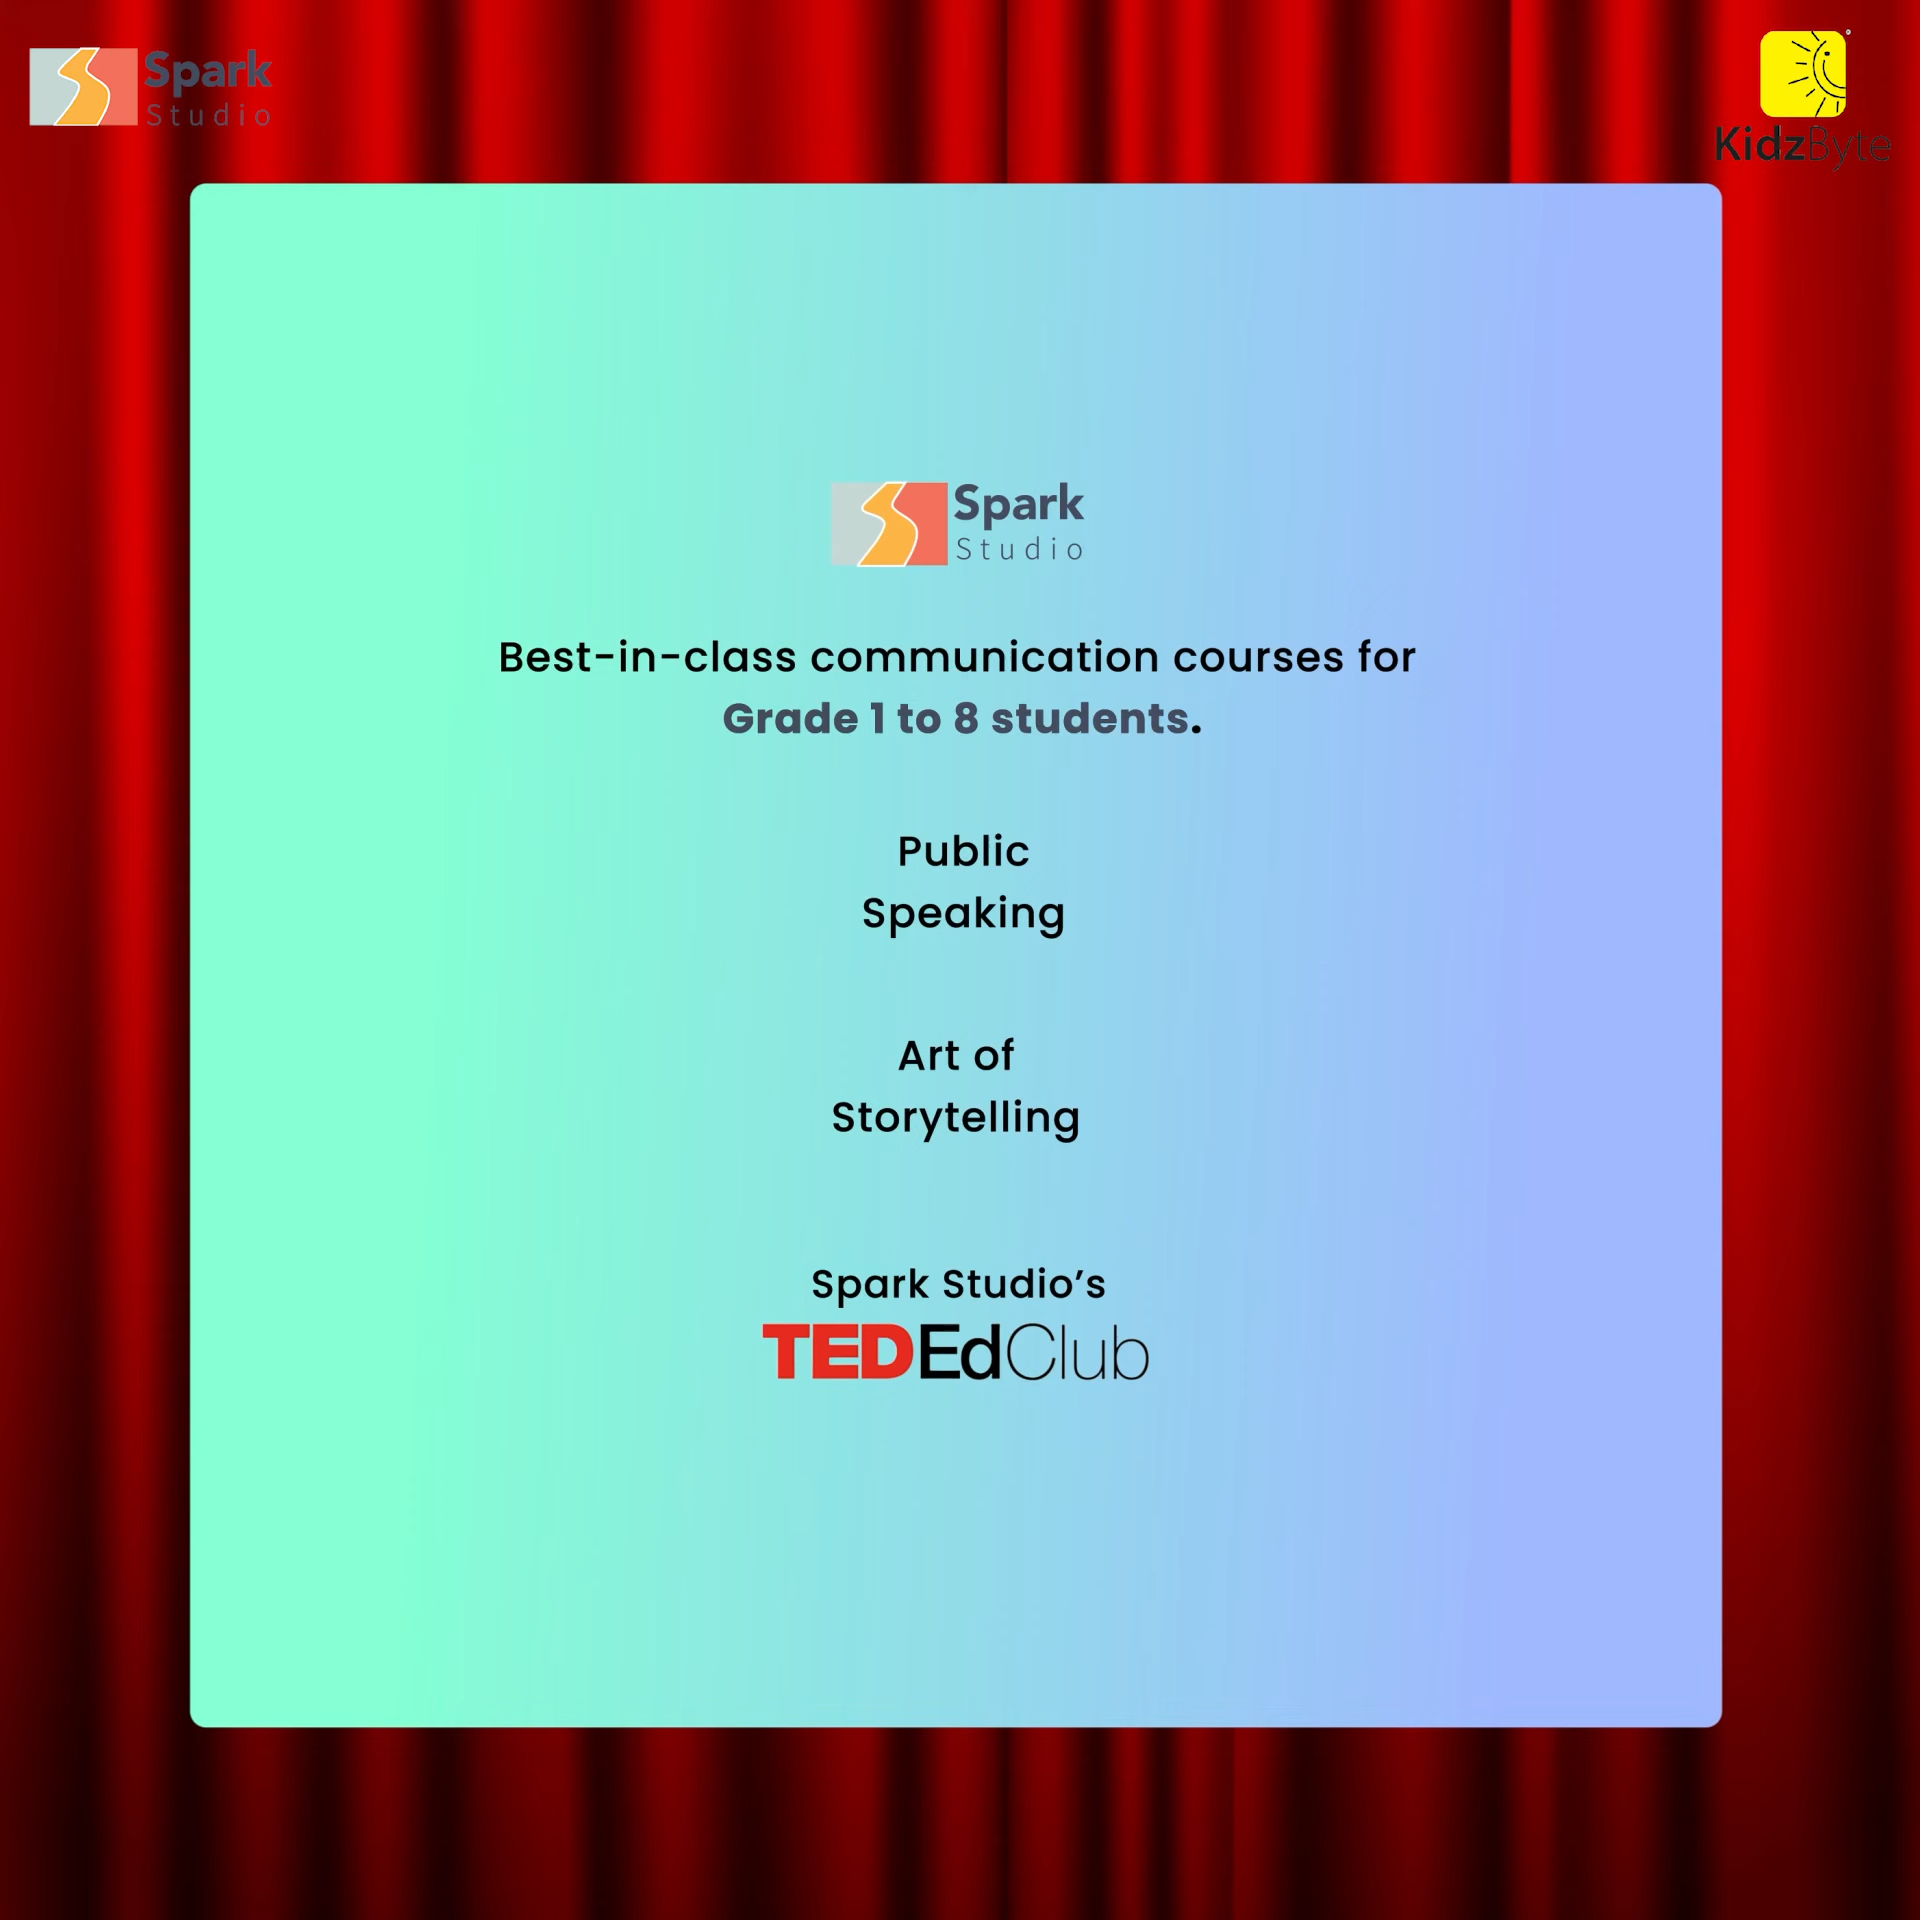 Spark
Studio
KidzByte
Spark
Studio
Best-in-class communication courses for
Grade 1 to 8 students.
Public
Speaking
Art of
Storytelling
Spark Studio’s
TEDEdClub